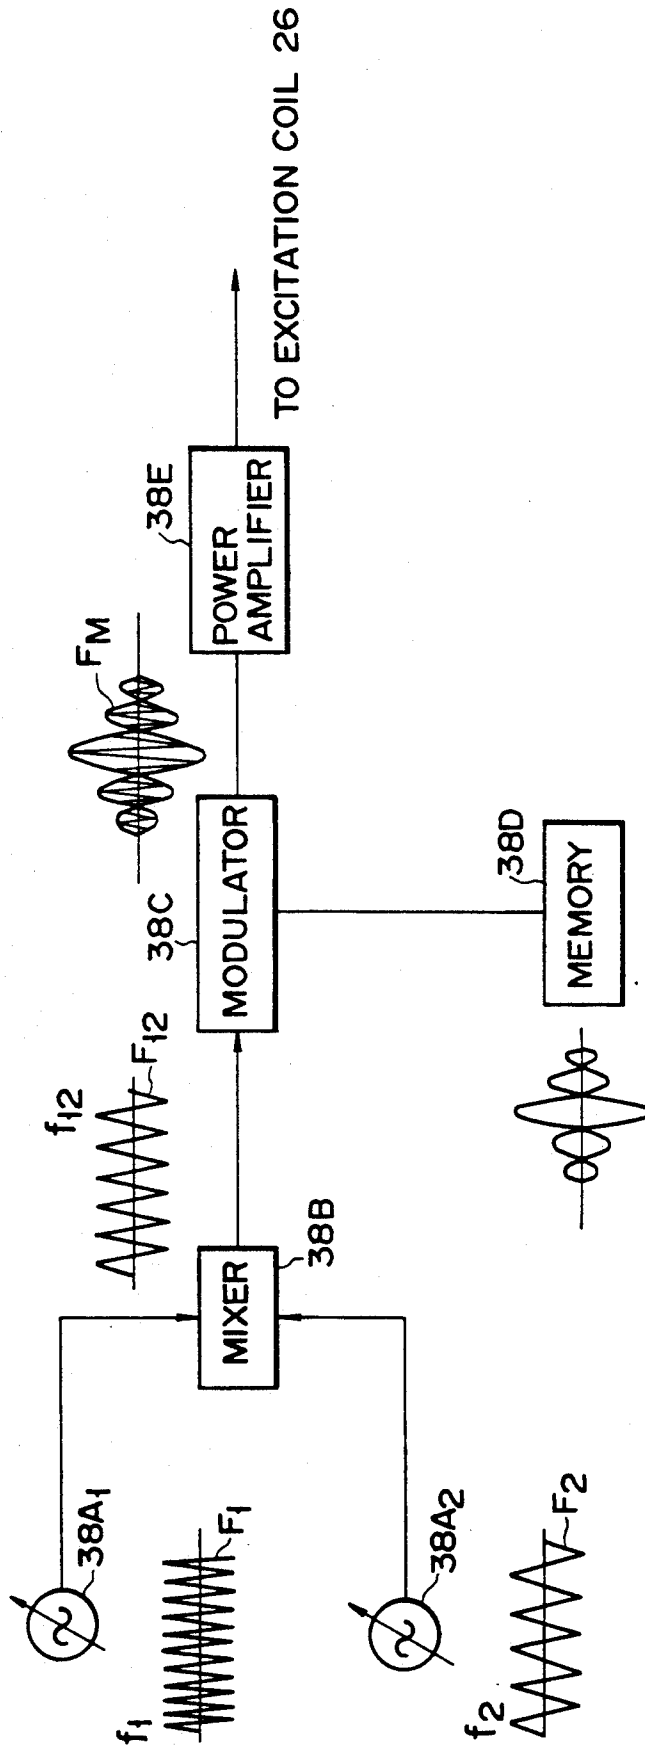 f1
F1
38A1
f2
F2
38A2
MIXER
38B
f12
F12
38C
MODULATOR
MEMORY
38D
FM
38E
POWER
AMPLIFIER
TO EXCITATION COIL 26